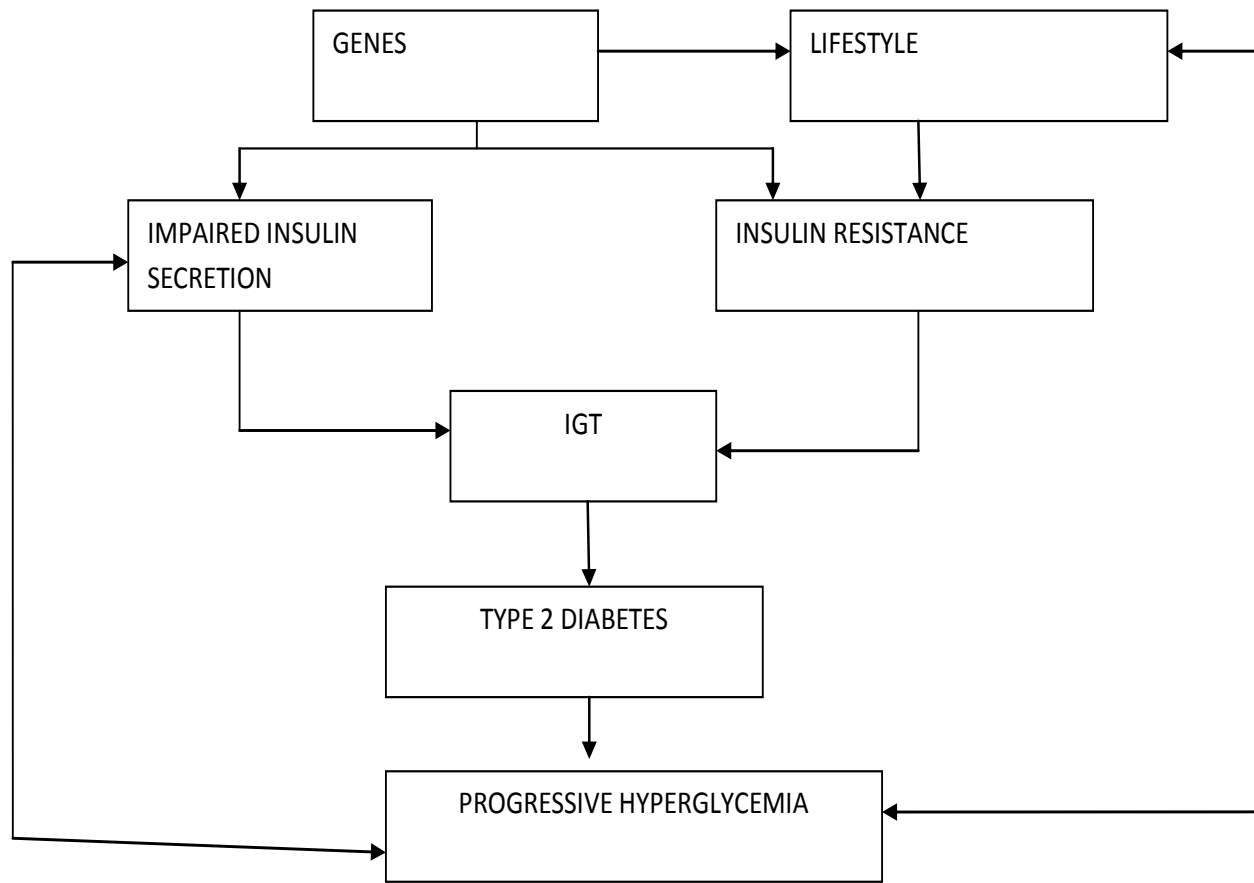 GENES
LIFESTYLE
IMPAIRED INSULIN
SECRETION
INSULIN RESISTANCE
IGT
TYPE 2 DIABETES
PROGRESSIVE HYPERGLYCEMIA